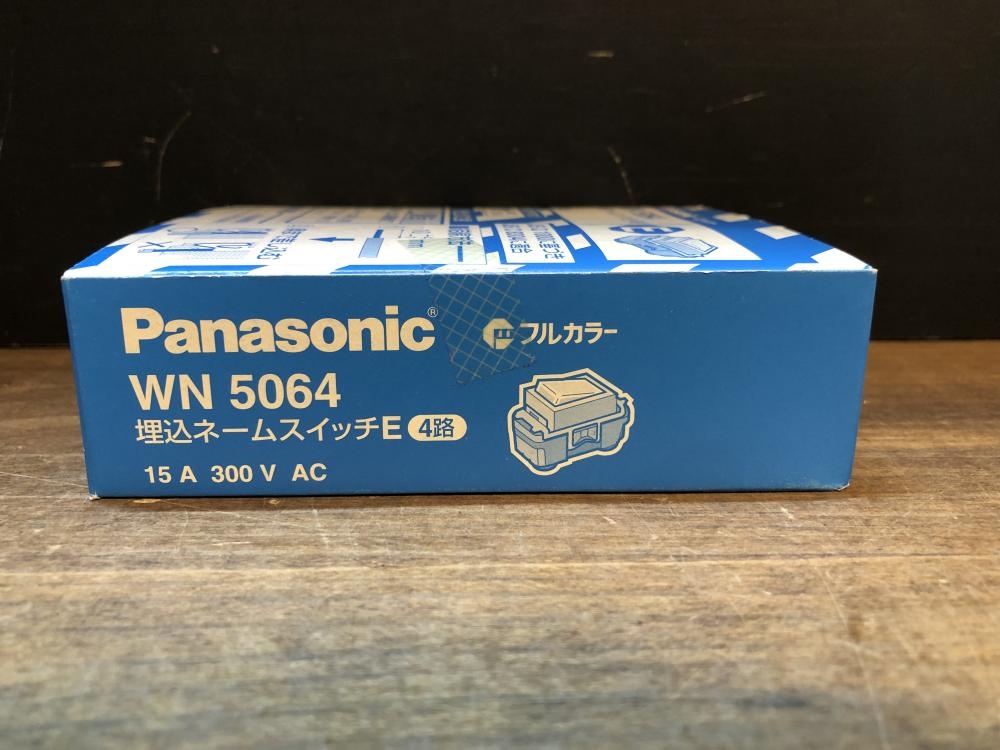 Panasonic®
フルカラー
WN 5064
埋込ネームスイッチE 4路
15 A 300 V AC